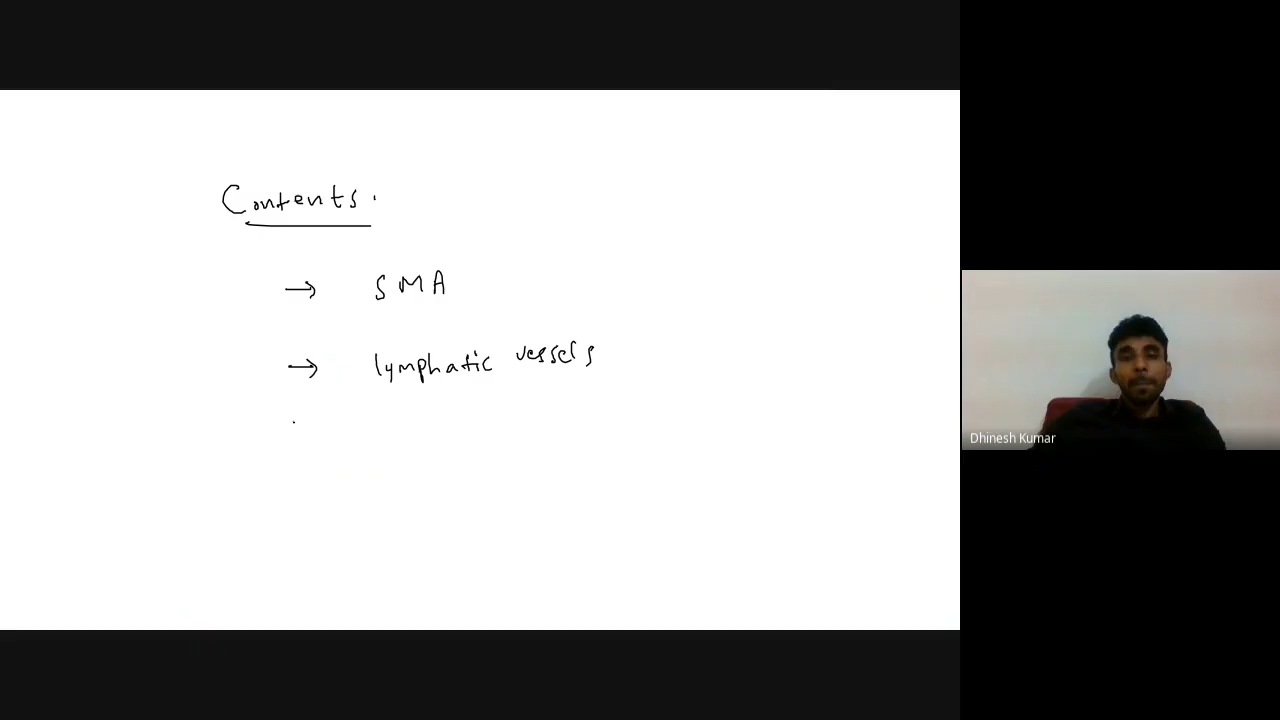 Contents.
→ SMA
→ lymphatic vessels
Dhinesh Kumar